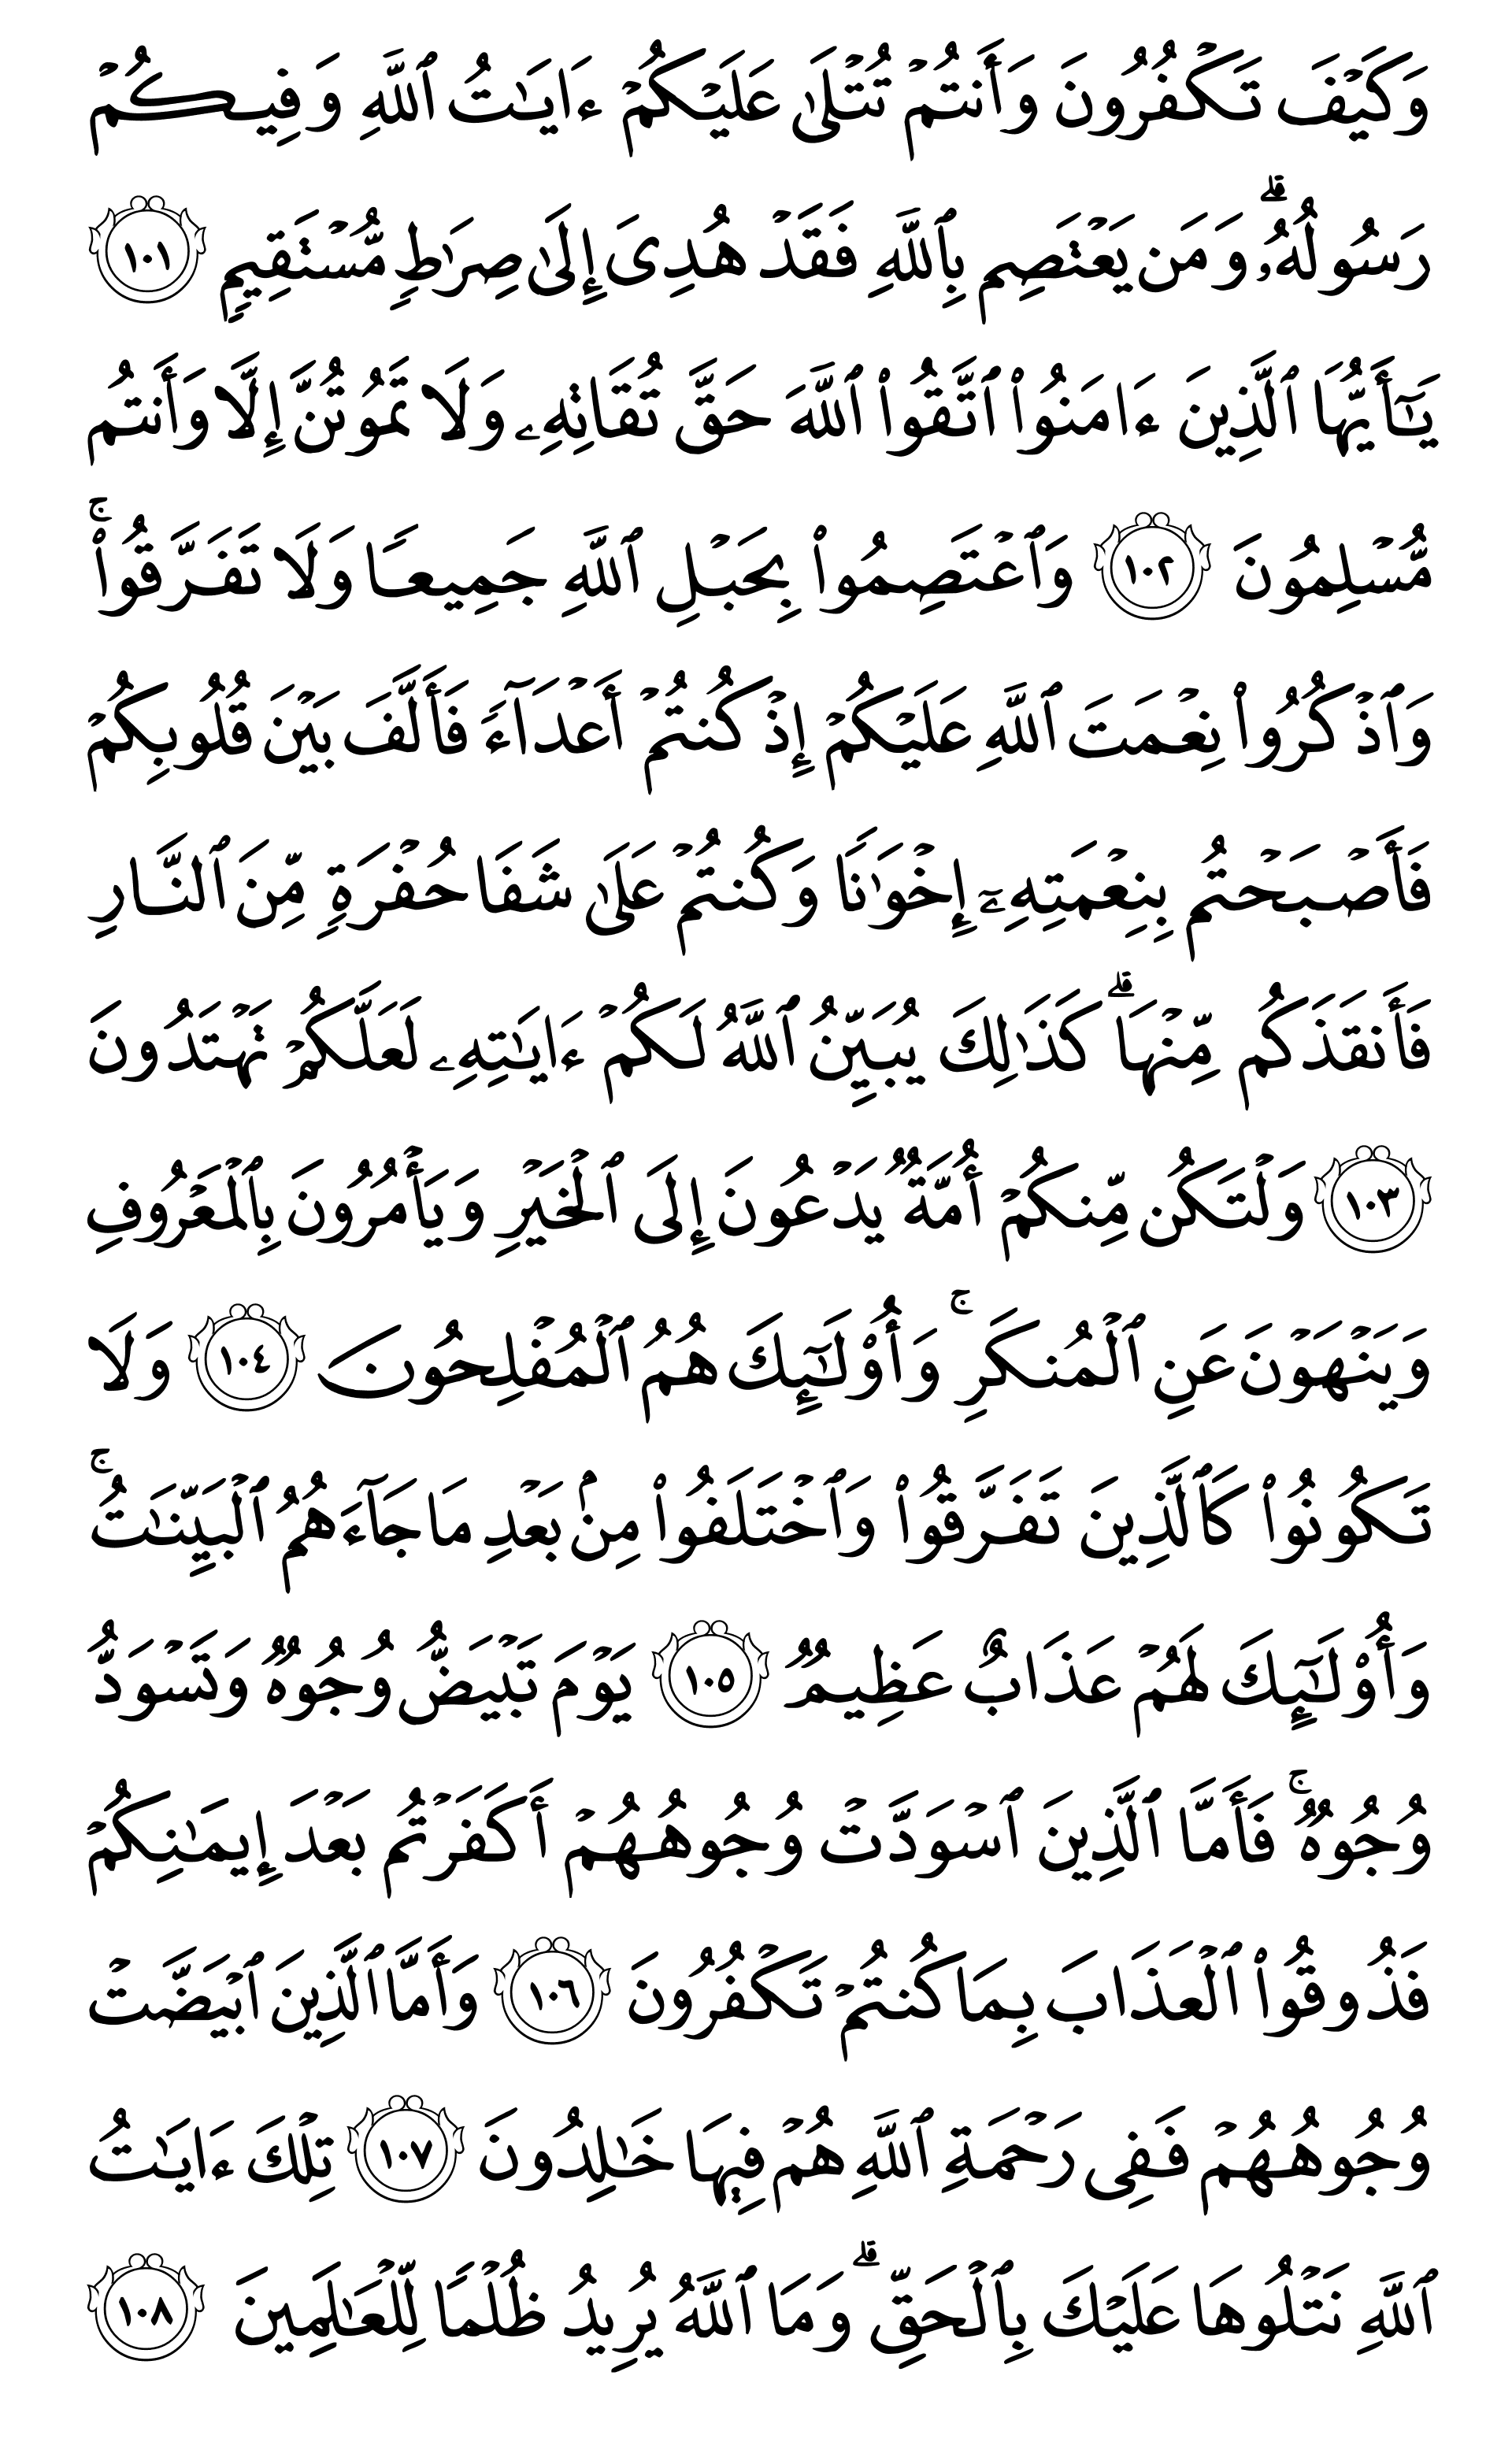 وَكَيْفَ تَكْفُرُونَ وَأَنتُمْ تُتْلَىٰ عَلَيْكُمْ ءَايَـٰتُ ٱللَّهِ وَفِيكُمْ
رَسُولُهُۥ ۗ وَمَن يَعْتَصِم بِٱللَّهِ فَقَدْ هُدِىَ إِلَىٰ صِرَٰطٍ مُّسْتَقِيمٍ ١٠١
يَـٰٓأَيُّهَا ٱلَّذِينَ ءَامَنُوا۟ ٱتَّقُوا۟ ٱللَّهَ حَقَّ تُقَاتِهِۦ وَلَا تَمُوتُنَّ إِلَّا وَأَنتُم
مُّسْلِمُونَ ١٠٢ وَٱعْتَصِمُوا۟ بِحَبْلِ ٱللَّهِ جَمِيعًا وَلَا تَفَرَّقُوا۟ ۚ
وَٱذْكُرُوا۟ نِعْمَتَ ٱللَّهِ عَلَيْكُمْ إِذْ كُنتُمْ أَعْدَآءً فَأَلَّفَ بَيْنَ قُلُوبِكُمْ
فَأَصْبَحْتُم بِنِعْمَتِهِۦٓ إِخْوَٰنًا وَكُنتُمْ عَلَىٰ شَفَا حُفْرَةٍ مِّنَ ٱلنَّارِ
فَأَنقَذَكُم مِّنْهَا ۗ كَذَٰلِكَ يُبَيِّنُ ٱللَّهُ لَكُمْ ءَايَـٰتِهِۦ لَعَلَّكُمْ تَهْتَدُونَ
١٠٣ وَلْتَكُن مِّنكُمْ أُمَّةٌ يَدْعُونَ إِلَى ٱلْخَيْرِ وَيَأْمُرُونَ بِٱلْمَعْرُوفِ
وَيَنْهَوْنَ عَنِ ٱلْمُنكَرِ ۚ وَأُو۟لَـٰٓئِكَ هُمُ ٱلْمُفْلِحُونَ ١٠٤ وَلَا
تَكُونُوا۟ كَٱلَّذِينَ تَفَرَّقُوا۟ وَٱخْتَلَفُوا۟ مِنۢ بَعْدِ مَا جَآءَهُمُ ٱلْبَيِّنَـٰتُ ۚ
وَأُو۟لَـٰٓئِكَ لَهُمْ عَذَابٌ عَظِيمٌ ١٠٥ يَوْمَ تَبْيَضُّ وُجُوهٌ وَتَسْوَدُّ
وُجُوهٌ ۚ فَأَمَّا ٱلَّذِينَ ٱسْوَدَّتْ وُجُوهُهُمْ أَكَفَرْتُم بَعْدَ إِيمَـٰنِكُمْ
فَذُوقُوا۟ ٱلْعَذَابَ بِمَا كُنتُمْ تَكْفُرُونَ ١٠٦ وَأَمَّا ٱلَّذِينَ ٱبْيَضَّتْ
وُجُوهُهُمْ فَفِى رَحْمَةِ ٱللَّهِ هُمْ فِيهَا خَـٰلِدُونَ ١٠٧ تِلْكَ ءَايَـٰتُ
ٱللَّهِ نَتْلُوهَا عَلَيْكَ بِٱلْحَقِّ ۗ وَمَا ٱللَّهُ يُرِيدُ ظُلْمًا لِّلْعَـٰلَمِينَ ١٠٨